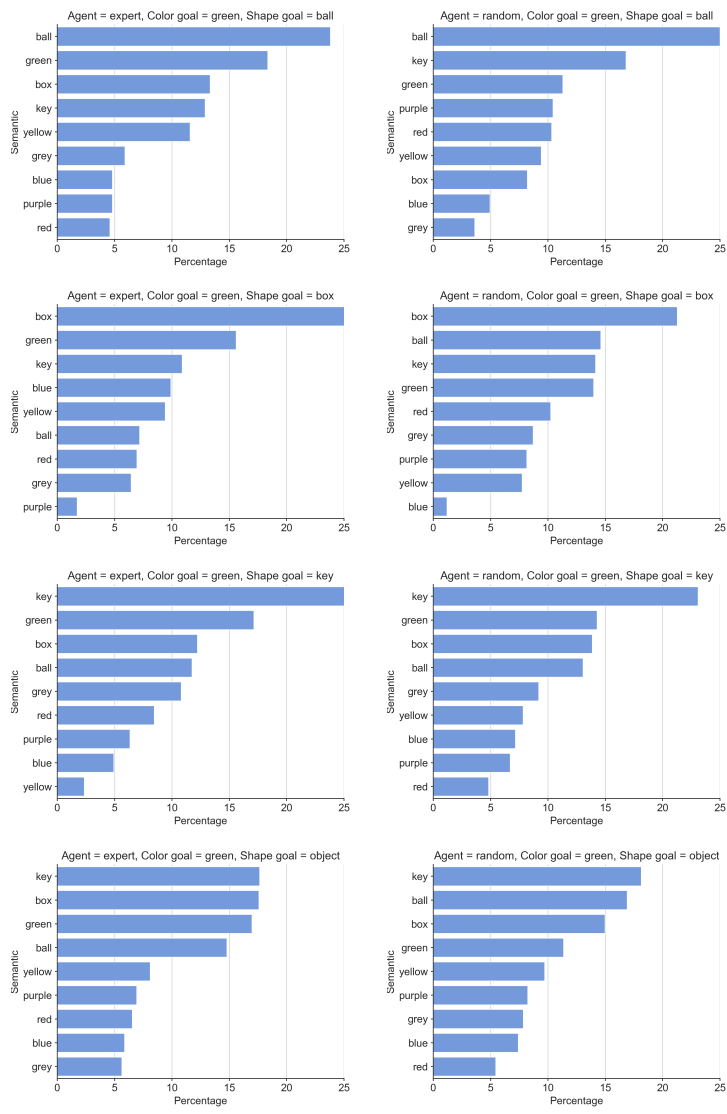 Agent = expert, Color goal = green, Shape goal = ball
Semantic
ball
green
box
key
yellow
grey
blue
purple
red
0 5 10 15 20 25
Percentage
Agent = random, Color goal = green, Shape goal = ball
Semantic
ball
key
green
purple
red
yellow
box
blue
grey
0 5 10 15 20 25
Percentage
Agent = expert, Color goal = green, Shape goal = box
Semantic
box
green
key
blue
yellow
ball
red
grey
purple
0 5 10 15 20 25
Percentage
Agent = random, Color goal = green, Shape goal = box
Semantic
box
ball
key
green
red
grey
purple
yellow
blue
0 5 10 15 20 25
Percentage
Agent = expert, Color goal = green, Shape goal = key
Semantic
key
green
box
ball
grey
red
purple
blue
yellow
0 5 10 15 20 25
Percentage
Agent = random, Color goal = green, Shape goal = key
Semantic
key
green
box
ball
grey
yellow
blue
purple
red
0 5 10 15 20 25
Percentage
Agent = expert, Color goal = green, Shape goal = object
Semantic
key
box
green
ball
yellow
purple
red
blue
grey
0 5 10 15 20 25
Percentage
Agent = random, Color goal = green, Shape goal = object
Semantic
key
ball
box
green
yellow
purple
grey
blue
red
0 5 10 15 20 25
Percentage